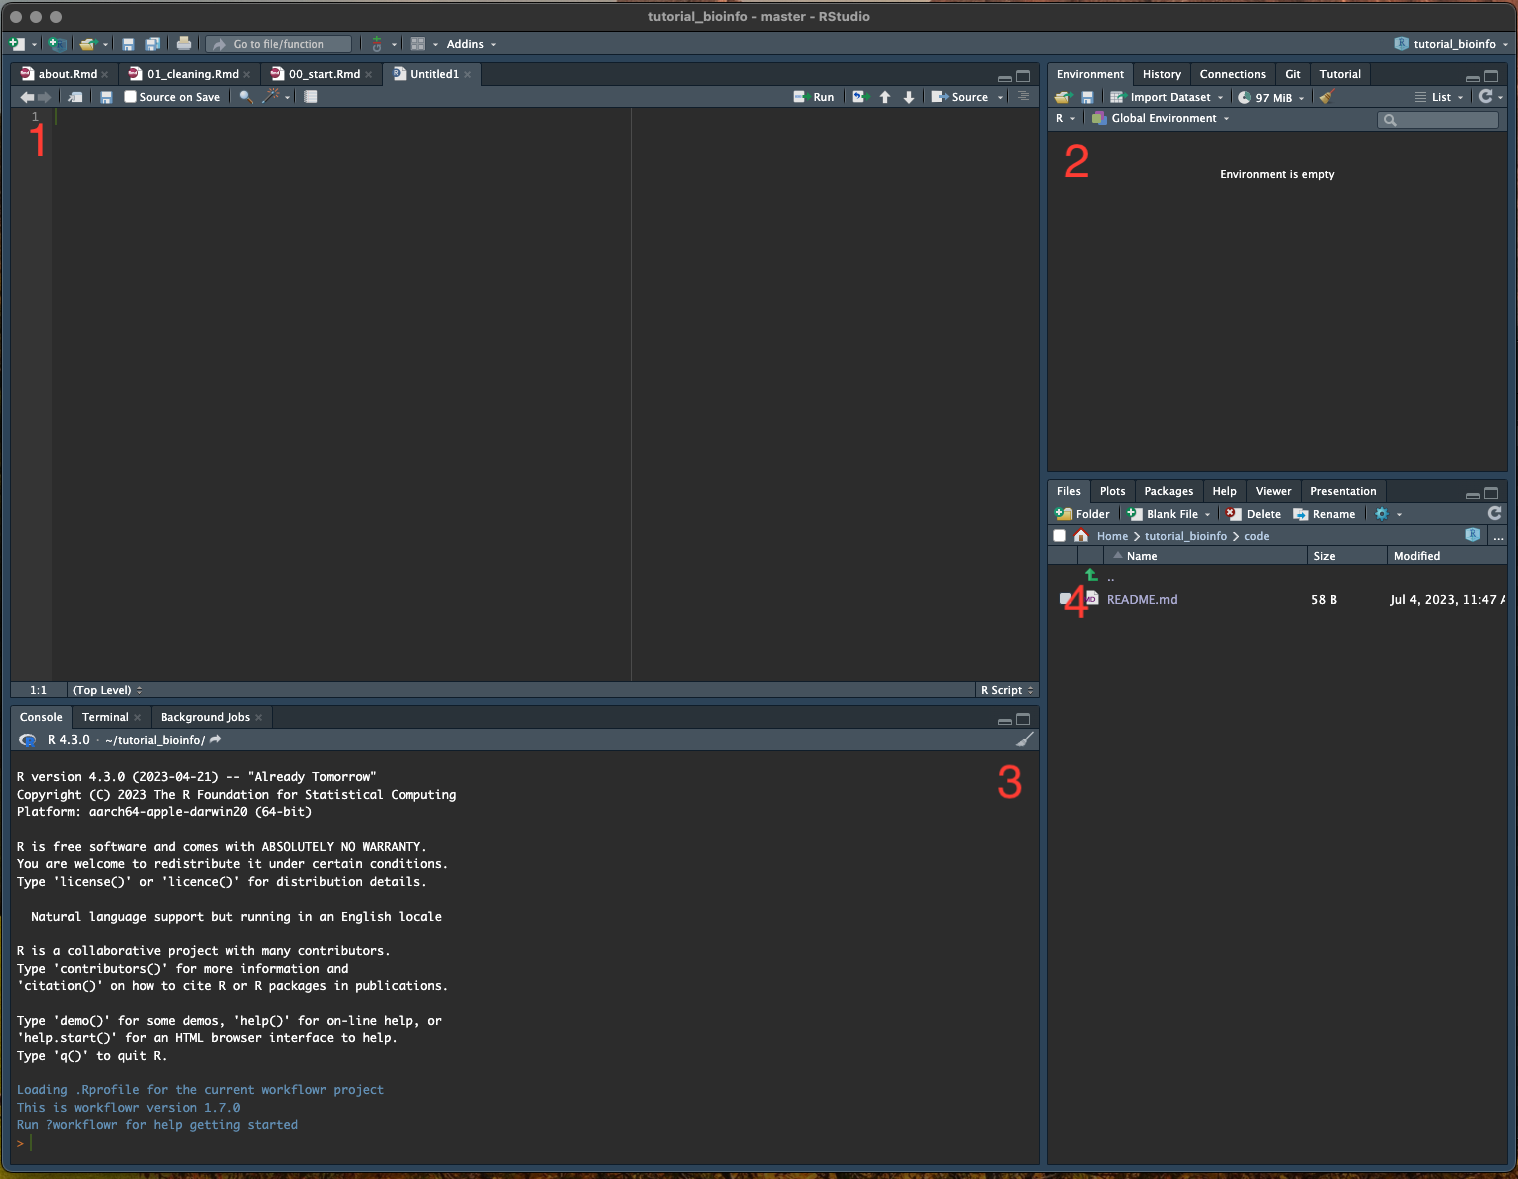 tutorial_bioinfo - master - RStudio
Go to file/function
Addins
tutorial_bioinfo
about.Rmd
01_cleaning.Rmd
00_start.Rmd
Untitled1
Source on Save
Run
Source
1
1
1:1
(Top Level)
R Script
Environment
History
Connections
Git
Tutorial
Import Dataset
97 MiB
List
R
Global Environment
2
Environment is empty
Console
Terminal
Background Jobs
R 4.3.0 · ~/tutorial_bioinfo/
3
R version 4.3.0 (2023-04-21) -- "Already Tomorrow"
Copyright (C) 2023 The R Foundation for Statistical Computing
Platform: aarch64-apple-darwin20 (64-bit)
R is free software and comes with ABSOLUTELY NO WARRANTY.
You are welcome to redistribute it under certain conditions.
Type 'license()' or 'licence()' for distribution details.
Natural language support but running in an English locale
R is a collaborative project with many contributors.
Type 'contributors()' for more information and
'citation()' on how to cite R or R packages in publications.
Type 'demo()' for some demos, 'help()' for on-line help, or
'help.start()' for an HTML browser interface to help.
Type 'q()' to quit R.
Loading .Rprofile for the current workflowr project
This is workflowr version 1.7.0
Run ?workflowr for help getting started
>
Files
Plots
Packages
Help
Viewer
Presentation
Folder
Blank File
Delete
Rename
Home
tutorial_bioinfo
code
...
Name
Size
Modified
..
4
README.md
58 B
Jul 4, 2023, 11:47 A